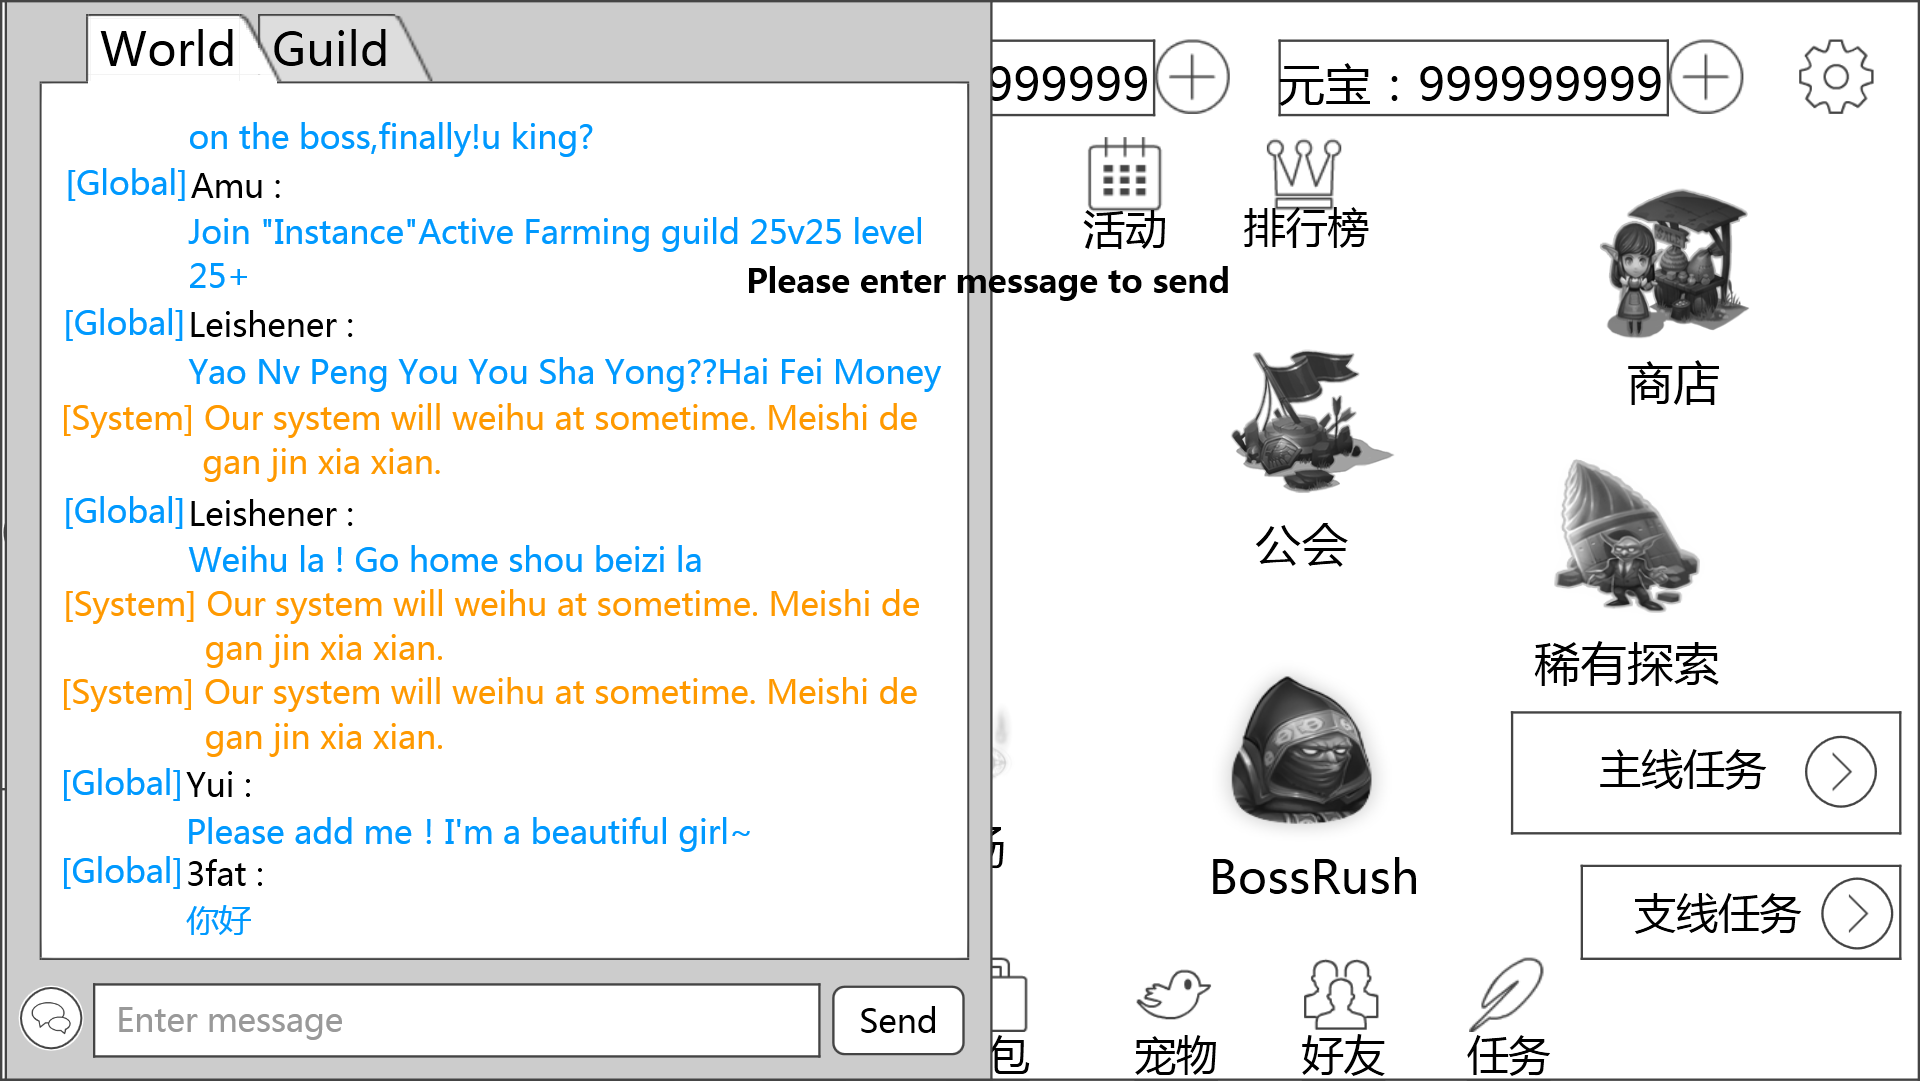 World
Guild
on the boss,finally!u king?
[Global]Amu :
Join "Instance"Active Farming guild 25v25 level
25+
[Global]Leishener :
Yao Nv Peng You You Sha Yong??Hai Fei Money
[System] Our system will weihu at sometime. Meishi de
gan jin xia xian.
[Global]Leishener :
Weihu la ! Go home shou beizi la
[System] Our system will weihu at sometime. Meishi de
gan jin xia xian.
[System] Our system will weihu at sometime. Meishi de
gan jin xia xian.
[Global]Yui :
Please add me ! I'm a beautiful girl~
[Global]3fat :
你好
Enter message
Send
Please enter message to send
999999
元宝：999999999
活动
排行榜
商店
公会
稀有探索
BossRush
主线任务
支线任务
包
宠物
好友
任务